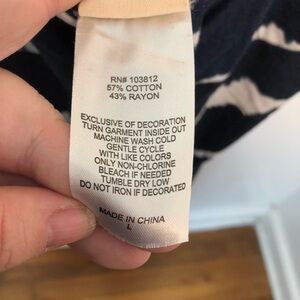 RN# 103812
57% COTTON
43% RAYON
EXCLUSIVE OF DECORATION
TURN GARMENT INSIDE OUT
MACHINE WASH COLD
GENTLE CYCLE
WITH LIKE COLORS
ONLY NON-CHLORINE
BLEACH IF NEEDED
TUMBLE DRY LOW
DO NOT IRON IF DECORATED
MADE IN CHINA
L